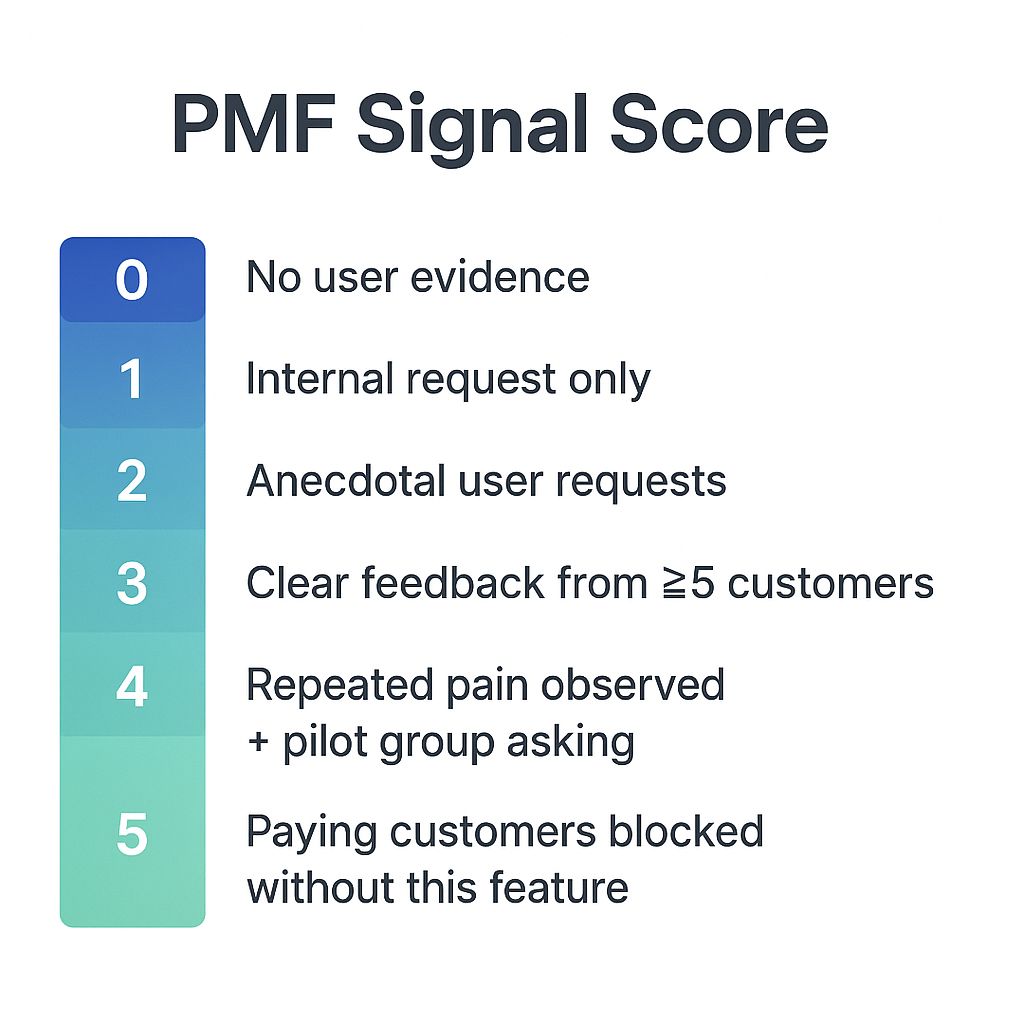 PMF Signal Score
0 No user evidence
1 Internal request only
2 Anecdotal user requests
3 Clear feedback from ≧5 customers
4 Repeated pain observed
+ pilot group asking
5 Paying customers blocked
without this feature